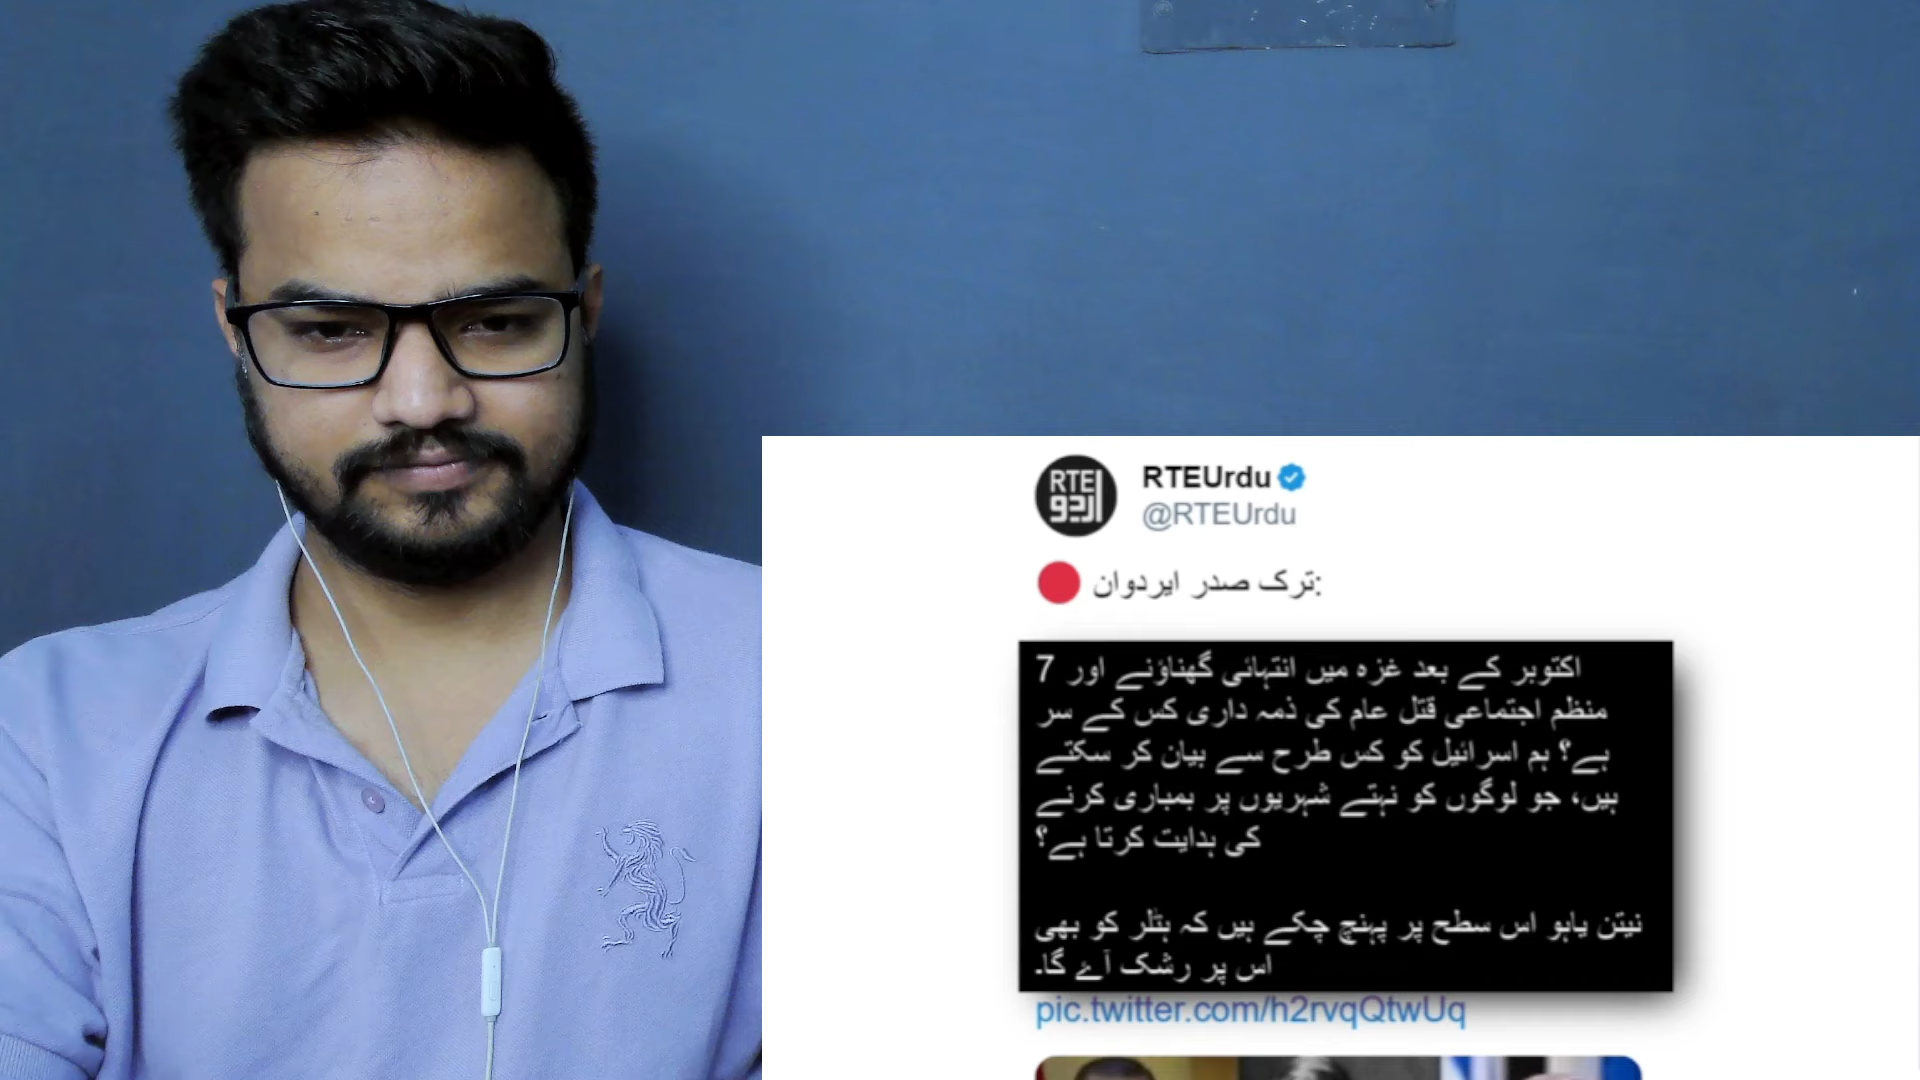 RTE
اردو
RTEUrdu
@RTEUrdu
ترک صدر ایردوان:
7 اکتوبر کے بعد غزہ میں انتہائی گھناؤنے اور
منظم اجتماعی قتل عام کی ذمہ داری کس کے سر
ہے؟ ہم اسرائیل کو کس طرح سے بیان کر سکتے
ہیں، جو لوگوں کو نہتے شہریوں پر بمباری کرنے
کی ہدایت کرتا ہے؟
نیتن یاہو اس سطح پر پہنچ چکے ہیں کہ ہٹلر کو بھی
اس پر رشک آۓ گا۔
pic.twitter.com/h2rvqQtwUq